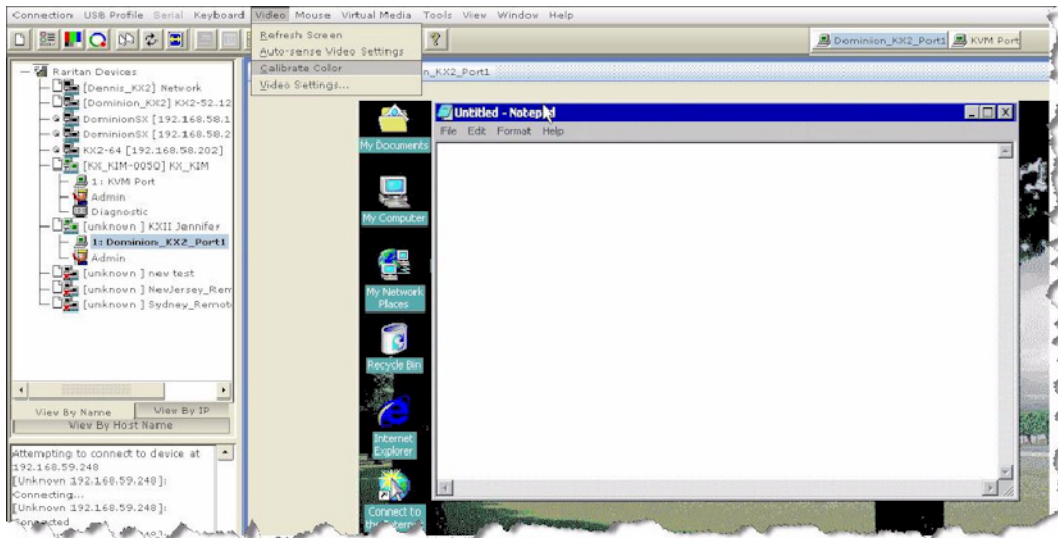 Connection USB Profile Serial Keyboard Video Mouse Virtual Media Tools View Window Help
Refresh Screen
Auto-sense Video Settings
Calibrate Color
Video Settings...
?
Dominion_KX2_Port1
KVM Port
Raritan Devices
[Dennis_KX2] Network
[Dominion_KX2] KX2-52.12
DominionSX [192.168.58.1
DominionSX [192.168.58.2
KX2-64 [192.168.58.202]
[KX_KIM-0050] KX_KIM
1: KVM Port
Admin
Diagnostic
[unknown ] KXII Jennifer
1: Dominion_KX2_Port1
Admin
[unknown ] new test
[unknown ] NewJersey_Rem
[unknown ] Sydney_Remot
View By Name
View By IP
View By Host Name
Attempting to connect to device at
192.168.59.248
[Unknown 192.168.59.248]:
Connecting...
[Unknown 192.168.59.248]:
Connected
n_KX2_Port1
My Documents
My Computer
My Network
Places
Recycle Bin
Internet
Explorer
Connect to
the Internet
Untitled - Notepad
File Edit Format Help